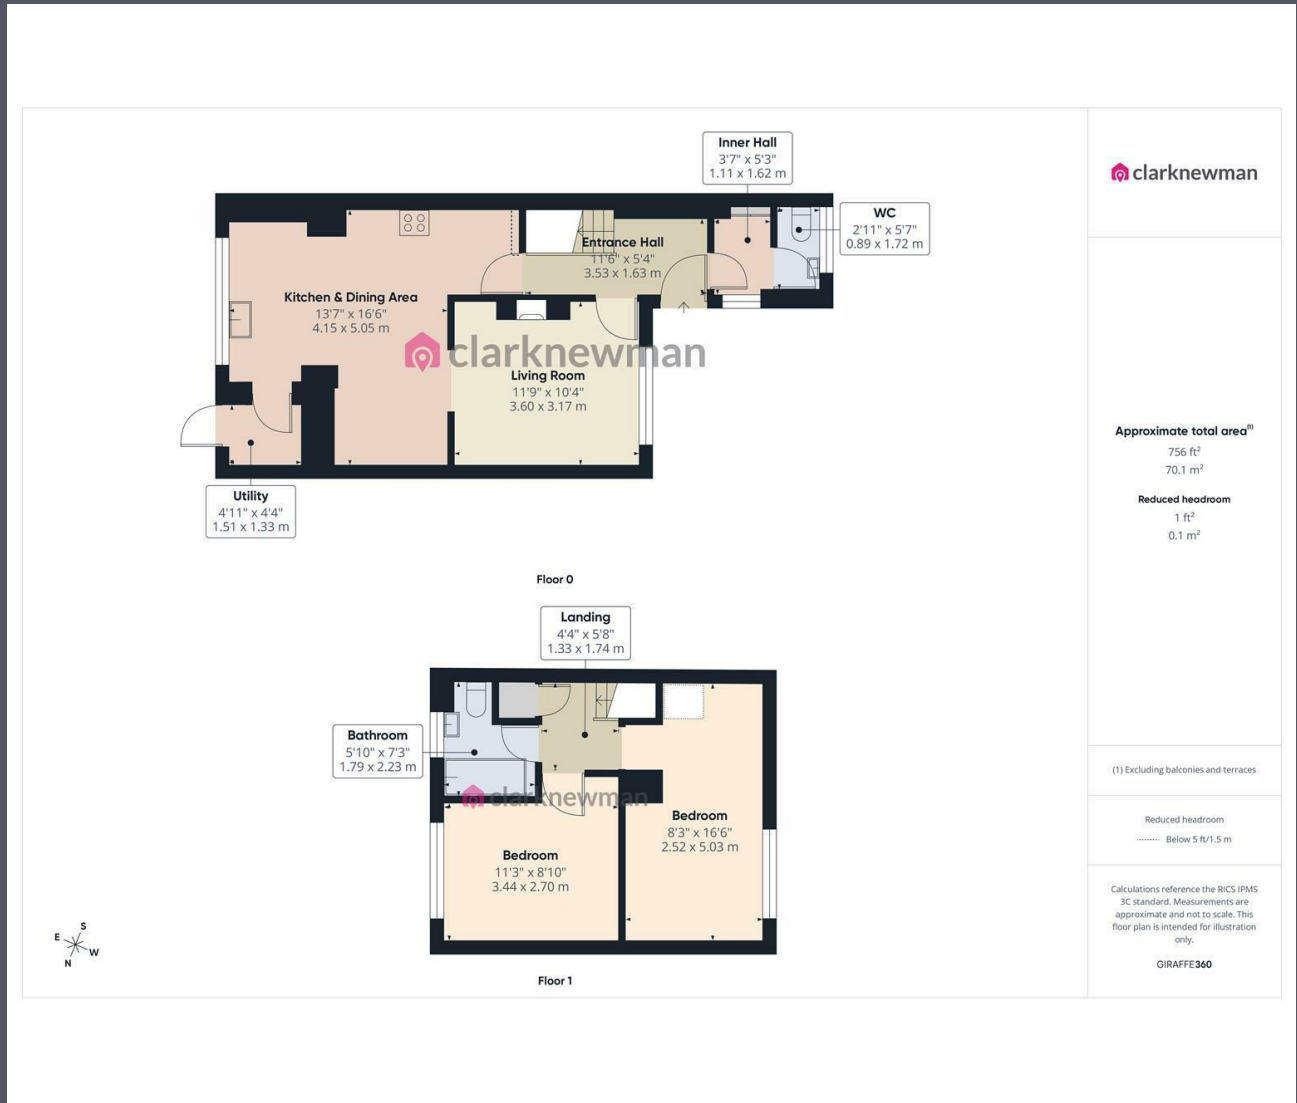 Inner Hall
3'7" x 5'3"
1.11 x 1.62 m
clarknewman
WC
2'11" x 5'7"
0.89 x 1.72 m
Entrance Hall
11'6" x 5'4"
3.53 x 1.63 m
Kitchen & Dining Area
13'7" x 16'6"
4.15 x 5.05 m
clarknewman
Living Room
11'9" x 10'4"
3.60 x 3.17 m
Utility
4'11" x 4'4"
1.51 x 1.33 m
Floor 0
Approximate total area(1)
756 ft²
70.1 m²
Reduced headroom
1 ft²
0.1 m²
Landing
4'4" x 5'8"
1.33 x 1.74 m
Bathroom
5'10" x 7'3"
1.79 x 2.23 m
clarknewman
Bedroom
8'3" x 16'6"
2.52 x 5.03 m
Bedroom
11'3" x 8'10"
3.44 x 2.70 m
Floor 1
S
E
W
N
(1) Excluding balconies and terraces
Reduced headroom
Below 5 ft/1.5 m
Calculations reference the RICS IPMS
3C standard. Measurements are
approximate and not to scale. This
floor plan is intended for illustration
only.
GIRAFFE360